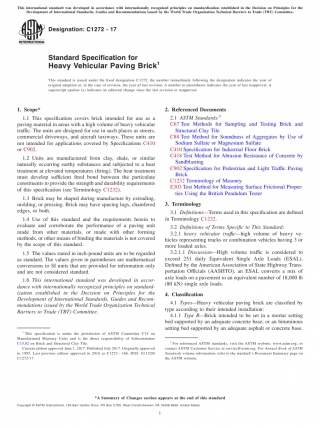 This international standard was developed in accordance with internationally recognized principles on standardization established in the Decision on Principles for the
Development of International Standards, Guides and Recommendations issued by the World Trade Organization Technical Barriers to Trade (TBT) Committee.
Designation: C1272 − 17
INTERNATIONAL
Standard Specification for
Heavy Vehicular Paving Brick¹
This standard is issued under the fixed designation C1272; the number immediately following the designation indicates the year of
original adoption or, in the case of revision, the year of last revision. A number in parentheses indicates the year of last reapproval. A
superscript epsilon (ε) indicates an editorial change since the last revision or reapproval.
1. Scope*
1.1 This specification covers brick intended for use as a
paving material in areas with a high volume of heavy vehicular
traffic. The units are designed for use in such places as streets,
commercial driveways, and aircraft taxiways. These units are
not intended for applications covered by Specifications C410
or C902.
1.2 Units are manufactured from clay, shale, or similar
naturally occurring earthy substances and subjected to a heat
treatment at elevated temperatures (firing). The heat treatment
must develop sufficient fired bond between the particulate
constituents to provide the strength and durability requirements
of this specification (see Terminology C1232).
1.3 Brick may be shaped during manufacture by extruding,
molding, or pressing. Brick may have spacing lugs, chamfered
edges, or both.
1.4 Use of this standard and the requirements herein to
evaluate and corroborate the performance of a paving unit
made from other materials, or made with other forming
methods, or other means of binding the materials is not covered
by the scope of this standard.
1.5 The values stated in inch-pound units are to be regarded
as standard. The values given in parentheses are mathematical
conversions to SI units that are provided for information only
and are not considered standard.
1.6 This international standard was developed in accor-
dance with internationally recognized principles on standard-
ization established in the Decision on Principles for the
Development of International Standards, Guides and Recom-
mendations issued by the World Trade Organization Technical
Barriers to Trade (TBT) Committee.
¹ This specification is under the jurisdiction of ASTM Committee C15 on
Manufactured Masonry Units and is the direct responsibility of Subcommittee
C15.02 on Brick and Structural Clay Tile.
Current edition approved June 1, 2017. Published July 2017. Originally approved
in 1995. Last previous edition approved in
C1272-17.
2. Referenced Documents
2.1 ASTM Standards:²
C67 Test Methods for Sampling and Testing Brick and
Structural Clay Tile
C88 Test Method for Soundness of Aggregates by Use of
Sodium Sulfate or Magnesium Sulfate
C410 Specification for Industrial Floor Brick
C418 Test Method for Abrasion Resistance of Concrete by
Sandblasting
C902 Specification for Pedestrian and Light Traffic Paving
Brick
C1232 Terminology of Masonry
E303 Test Method for Measuring Surface Frictional Proper-
ties Using the British Pendulum Tester
3. Terminology
3.1 Definitions—Terms used in this specification are defined
in Terminology C1232.
3.2 Definitions of Terms Specific to This Standard:
3.2.1 heavy vehicular traffic—high volume of heavy ve-
hicles representing trucks or combination vehicles having 3 or
more loaded axles.
3.2.1.1 Discussion—High volume traffic is considered to
exceed 251 daily Equivalent Single Axle Loads (ESAL).
Defined by the American Association of State Highway Trans-
portation Officials (AASHTO), an ESAL converts a mix of
axle loads on a pavement to an equivalent number of 18,000 lb
(80 kN) single axle loads.
4. Classification
4.1 Types—Heavy vehicular paving brick is classified by
type according to their intended installation:
4.1.1 Type R—Brick intended to be set in a mortar setting
bed supported by an adequate concrete base, or an bituminous
setting bed supported by an adequate asphalt or concrete base.
² For referenced ASTM standards, visit the ASTM website, www.astm.org, or
contact ASTM Customer Service at service@astm.org. For Annual Book of ASTM
Standards volume information, refer to the standard's Document Summary page on
the ASTM website.
*A Summary of Changes section appears at the end of this standard
Copyright © ASTM International, 100 Barr Harbor Drive, PO Box C700, West Conshohocken, PA 19428-2959. United States
1